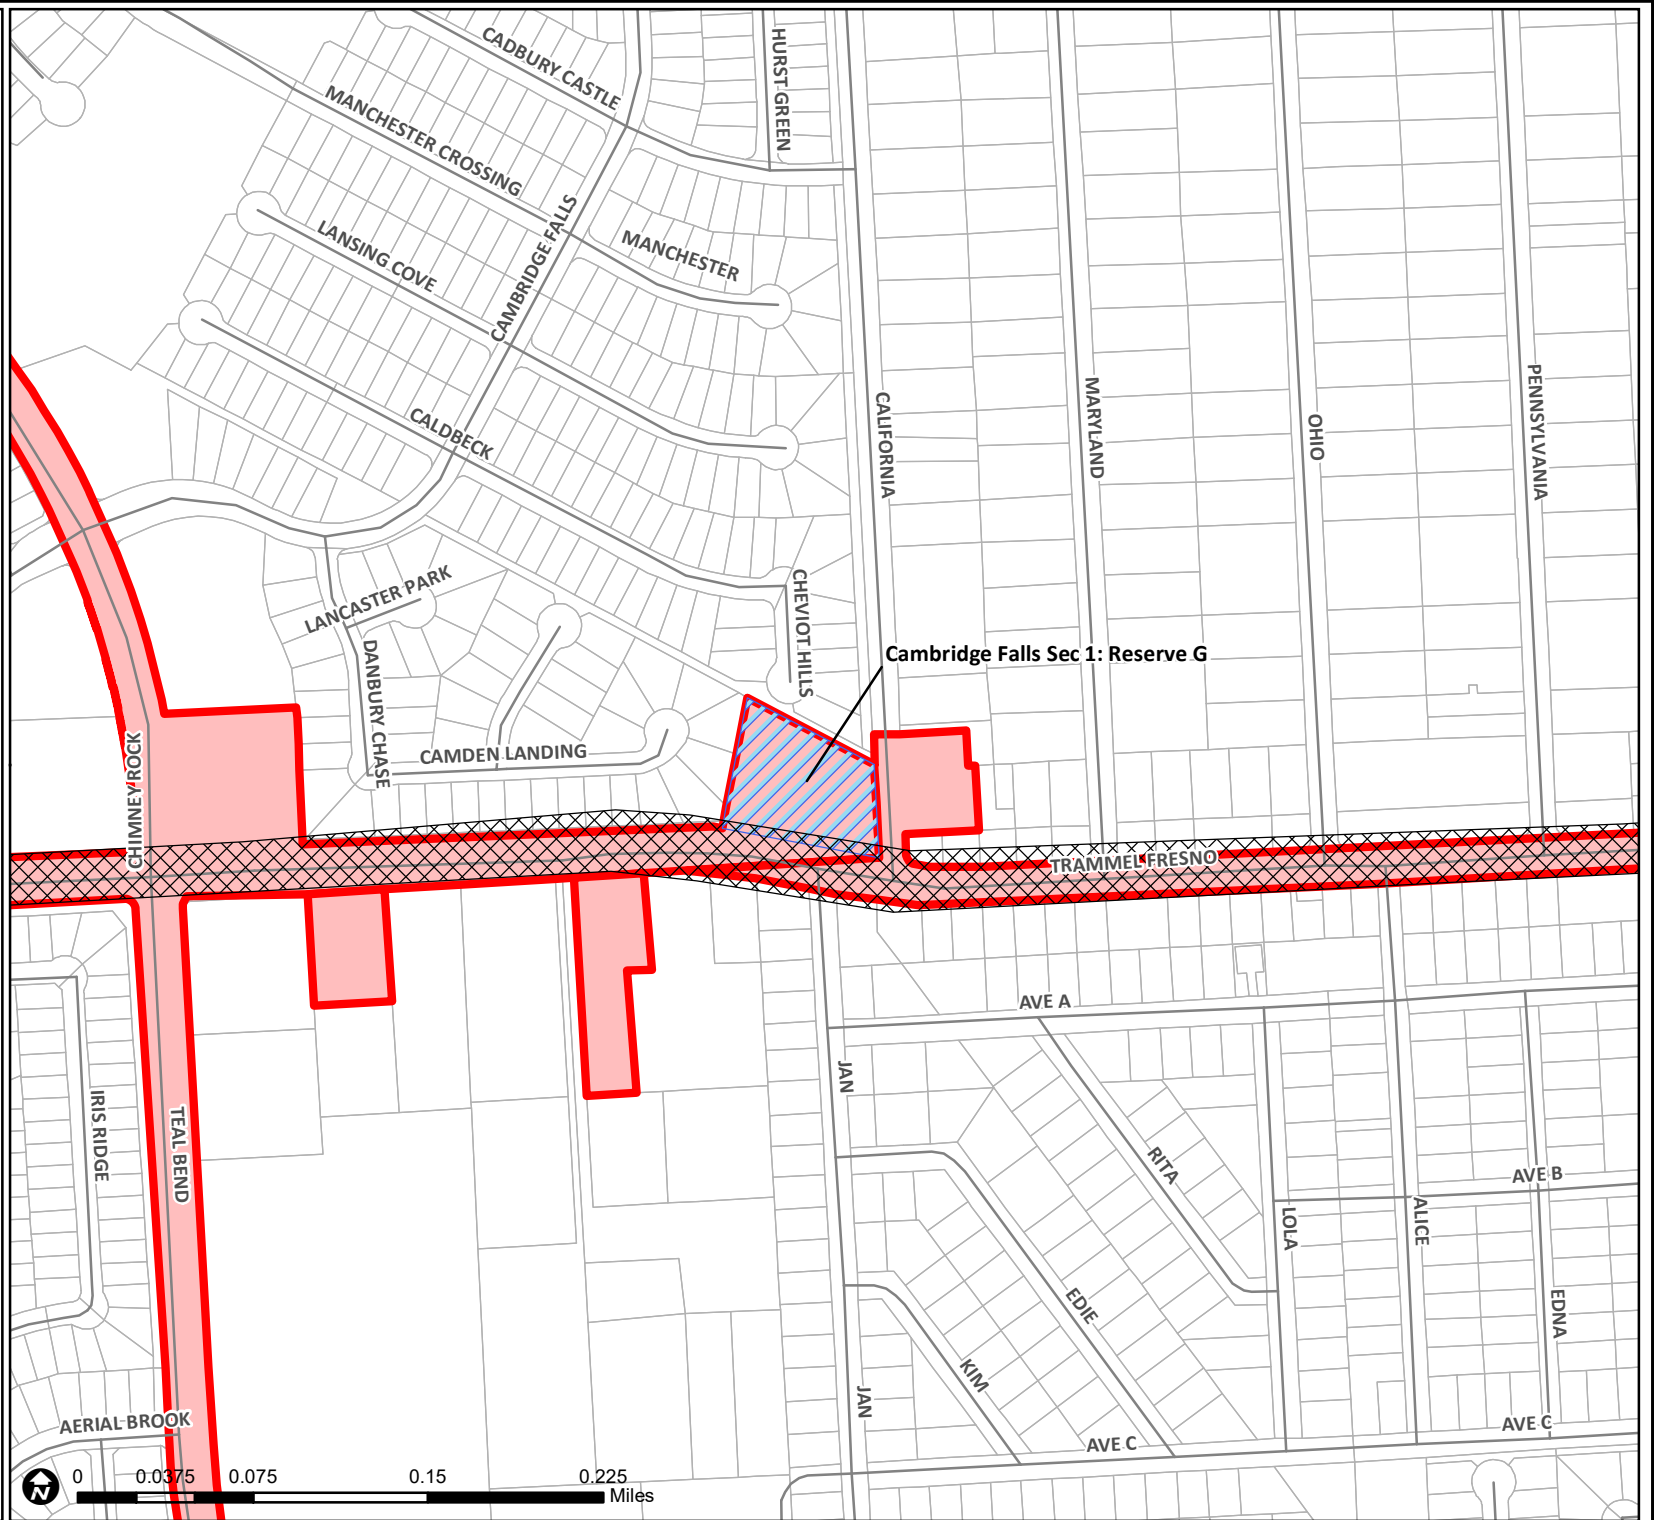 CADBURY CASTLE
HURST GREEN
MANCHESTER CROSSING
LANSING COVE
CAMBRIDGE FALLS
MANCHESTER
CALDBECK
CALIFORNIA
MARYLAND
OHIO
PENNSYLVANIA
LANCASTER PARK
CHEVIOT HILLS
DANBURY CHASE
Cambridge Falls Sec 1: Reserve G
CAMDEN LANDING
CHIMNEY ROCK
TRAMMEL FRESNO
AVE A
JAN
IRIS RIDGE
TEAL BEND
RITA
AVE B
LOLA
ALICE
EDIE
EDNA
KIM
JAN
AERIAL BROOK
AVE C
AVE C
N
0 0.0375 0.075 0.15 0.225
Miles